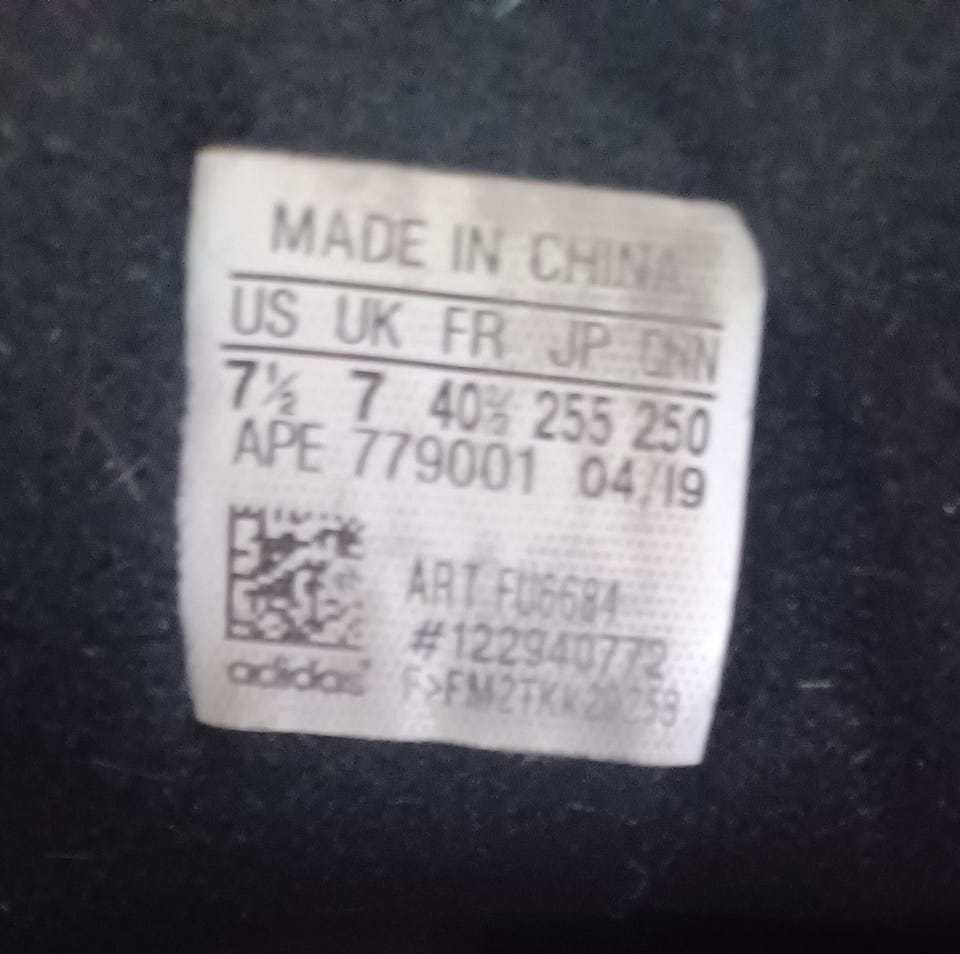 MADE IN CHINA
US UK FR JP
7½ 7 40⅔ 255 250
APE 779001 04/19
ART FU6684
#122940772
adidas